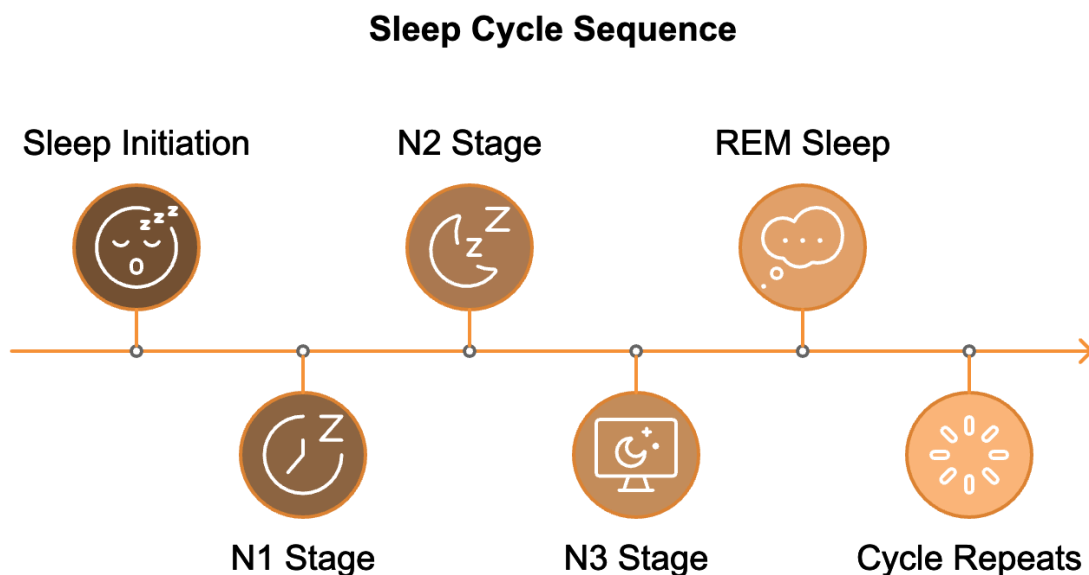 Sleep Cycle Sequence
Sleep Initiation
N2 Stage
REM Sleep
z z z
z Z
Z
N1 Stage
N3 Stage
Cycle Repeats